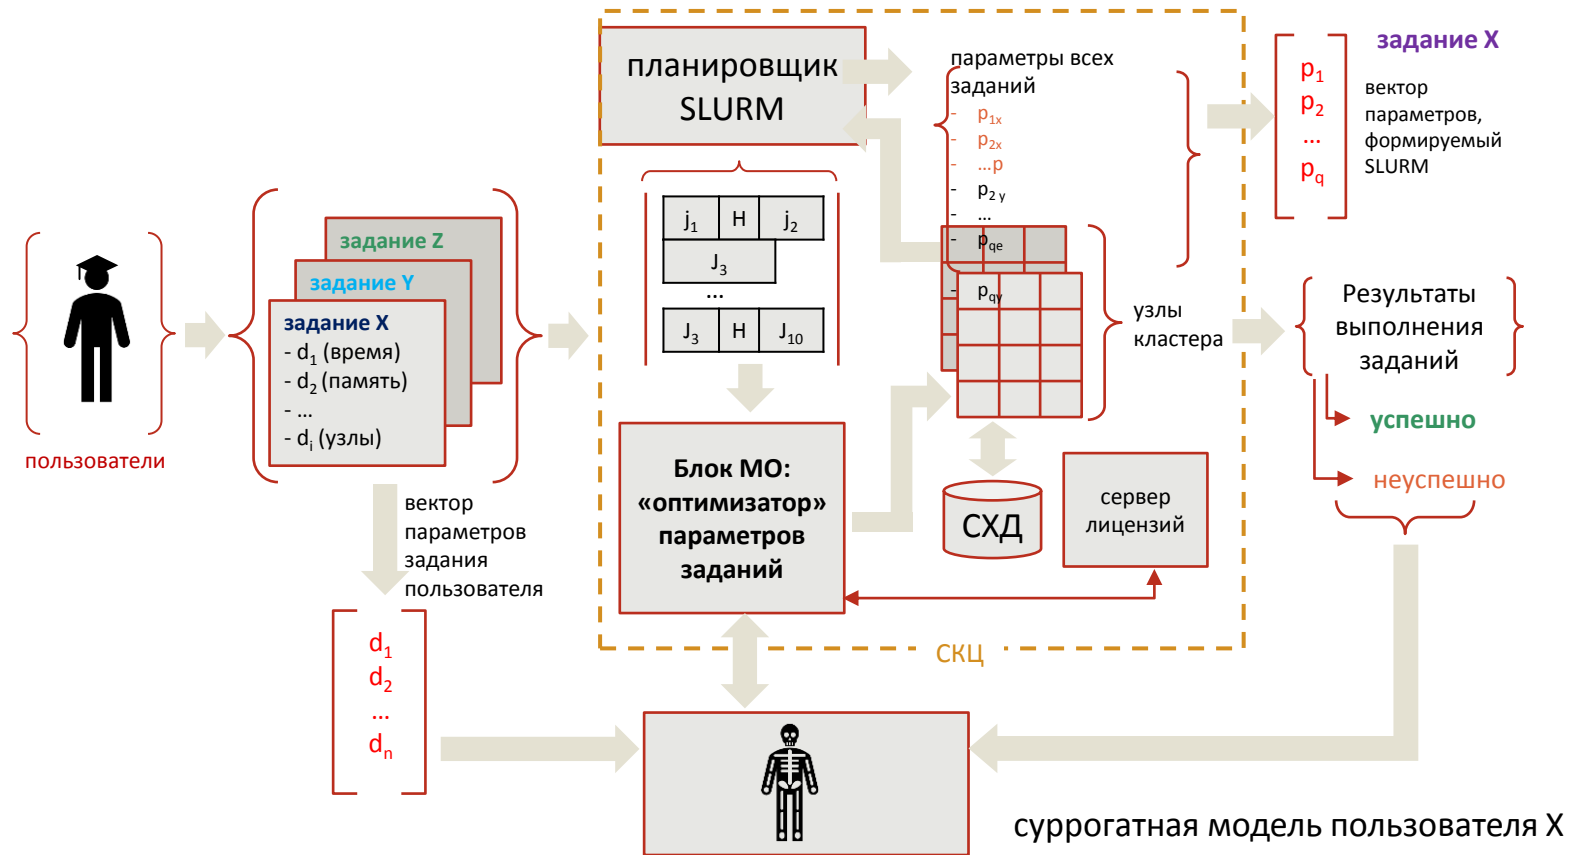 пользователи
задание Z
задание Y
задание X
- d1 (время)
- d2 (память)
- ...
- di (узлы)
вектор
параметров
задания
пользователя
d1
d2
...
dn
планировщик
SLURM
j1 H j2
J3
...
J3 H J10
Блок МО:
«оптимизатор»
параметров
заданий
параметры всех
заданий
- p1x
- p2x
- ...p
- p2 y
- ...
- pqe
- pqy
узлы
кластера
СХД
сервер
лицензий
СКЦ
задание X
p1
p2
...
pq
вектор
параметров,
формируемый
SLURM
Результаты
выполнения
заданий
успешно
неуспешно
суррогатная модель пользователя X